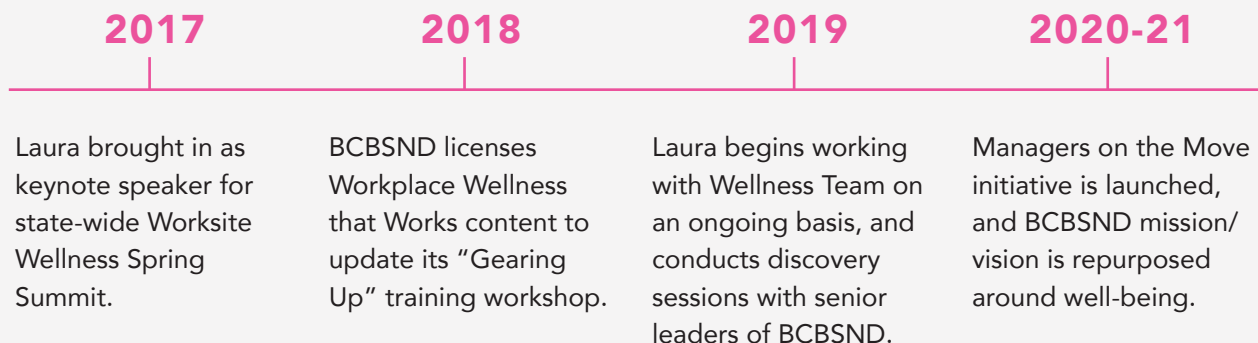 2017
Laura brought in as
keynote speaker for
state-wide Worksite
Wellness Spring
Summit.
2018
BCBSND licenses
Workplace Wellness
that Works content to
update its “Gearing
Up” training workshop.
2019
Laura begins working
with Wellness Team on
an ongoing basis, and
conducts discovery
sessions with senior
leaders of BCBSND.
2020-21
Managers on the Move
initiative is launched,
and BCBSND mission/
vision is repurposed
around well-being.